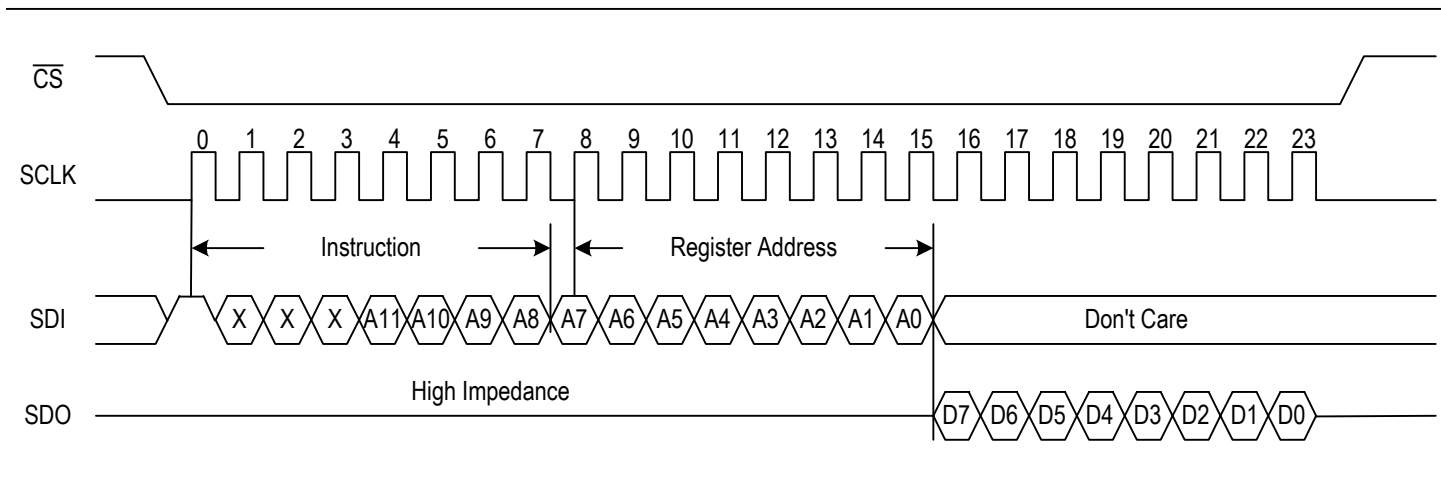 CS
0 1 2 3 4 5 6 7 8 9 10 11 12 13 14 15 16 17 18 19 20 21 22 23
SCLK
Instruction Register Address
SDI X X X A11 A10 A9 A8 A7 A6 A5 A4 A3 A2 A1 A0 Don't Care
High Impedance
SDO D7 D6 D5 D4 D3 D2 D1 D0